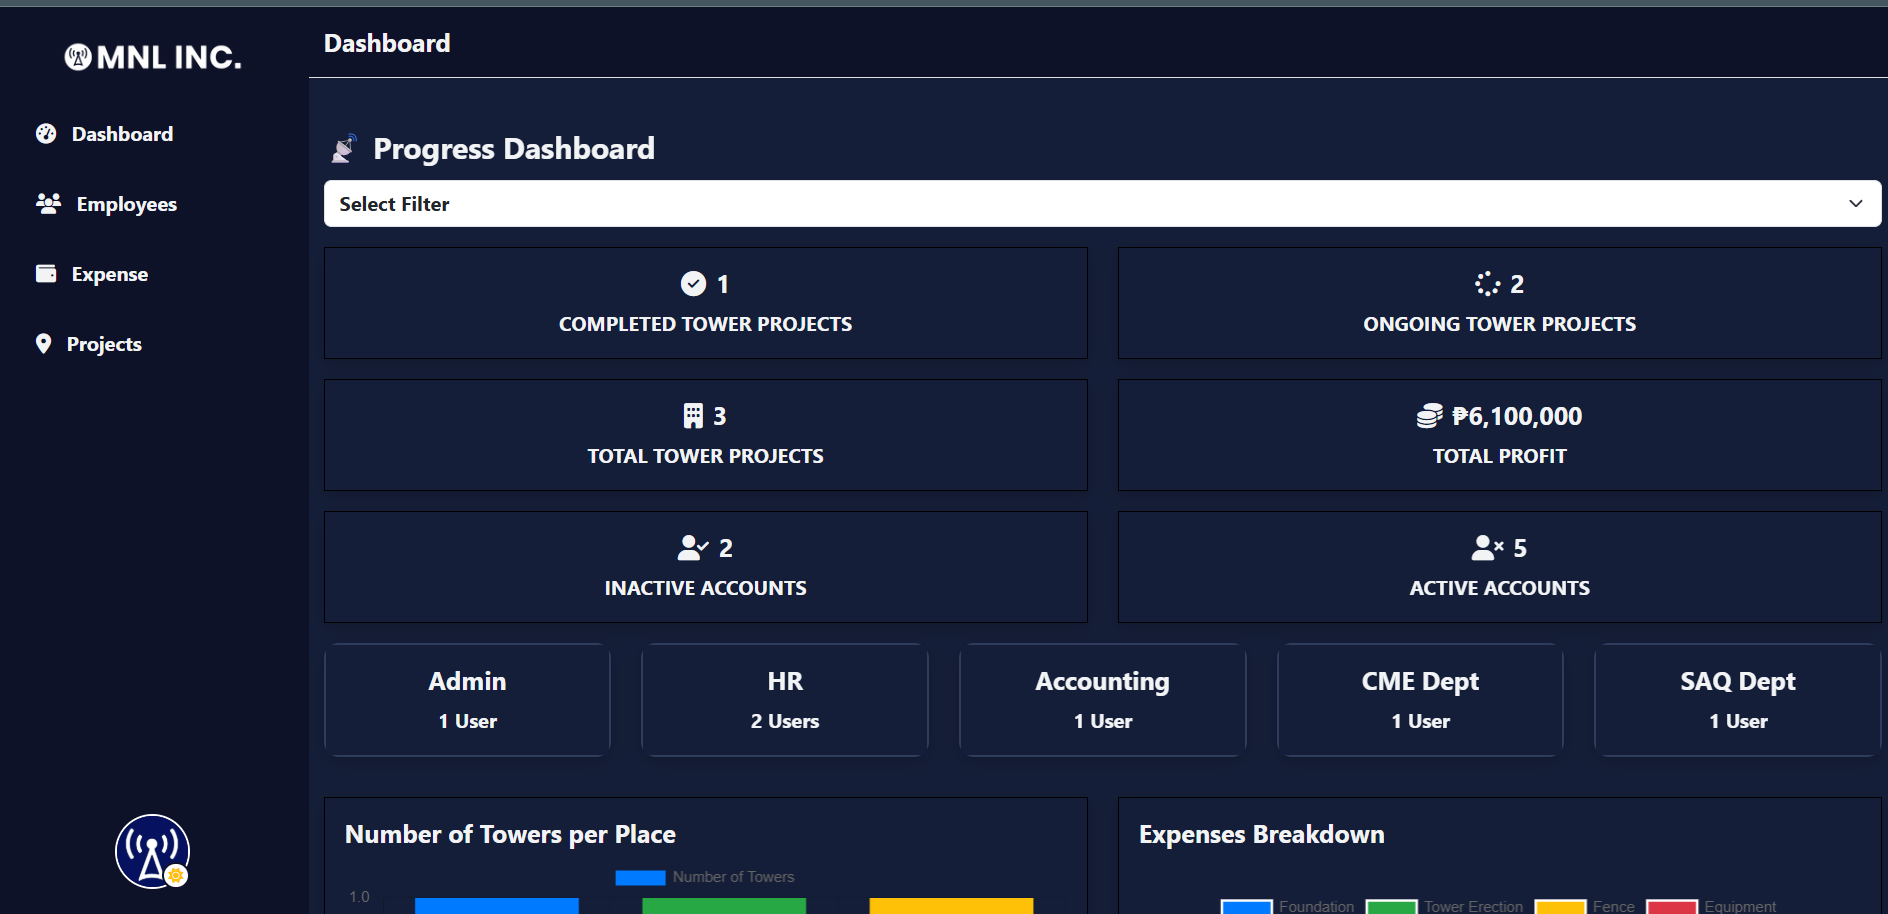 MNL INC.
Dashboard
Dashboard
Employees
Expense
Projects
Progress Dashboard
Select Filter
1
COMPLETED TOWER PROJECTS
2
ONGOING TOWER PROJECTS
3
TOTAL TOWER PROJECTS
₱6,100,000
TOTAL PROFIT
2
INACTIVE ACCOUNTS
5
ACTIVE ACCOUNTS
Admin
1 User
HR
2 Users
Accounting
1 User
CME Dept
1 User
SAQ Dept
1 User
Number of Towers per Place
Number of Towers
1.0
Expenses Breakdown
Foundation
Tower Erection
Fence
Equipment